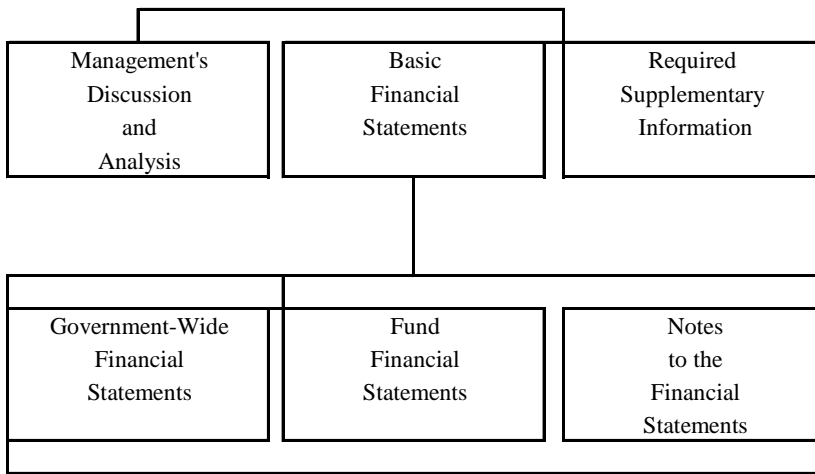 Management's
Discussion
and
Analysis
Basic
Financial
Statements
Required
Supplementary
Information
Government-Wide
Financial
Statements
Fund
Financial
Statements
Notes
to the
Financial
Statements